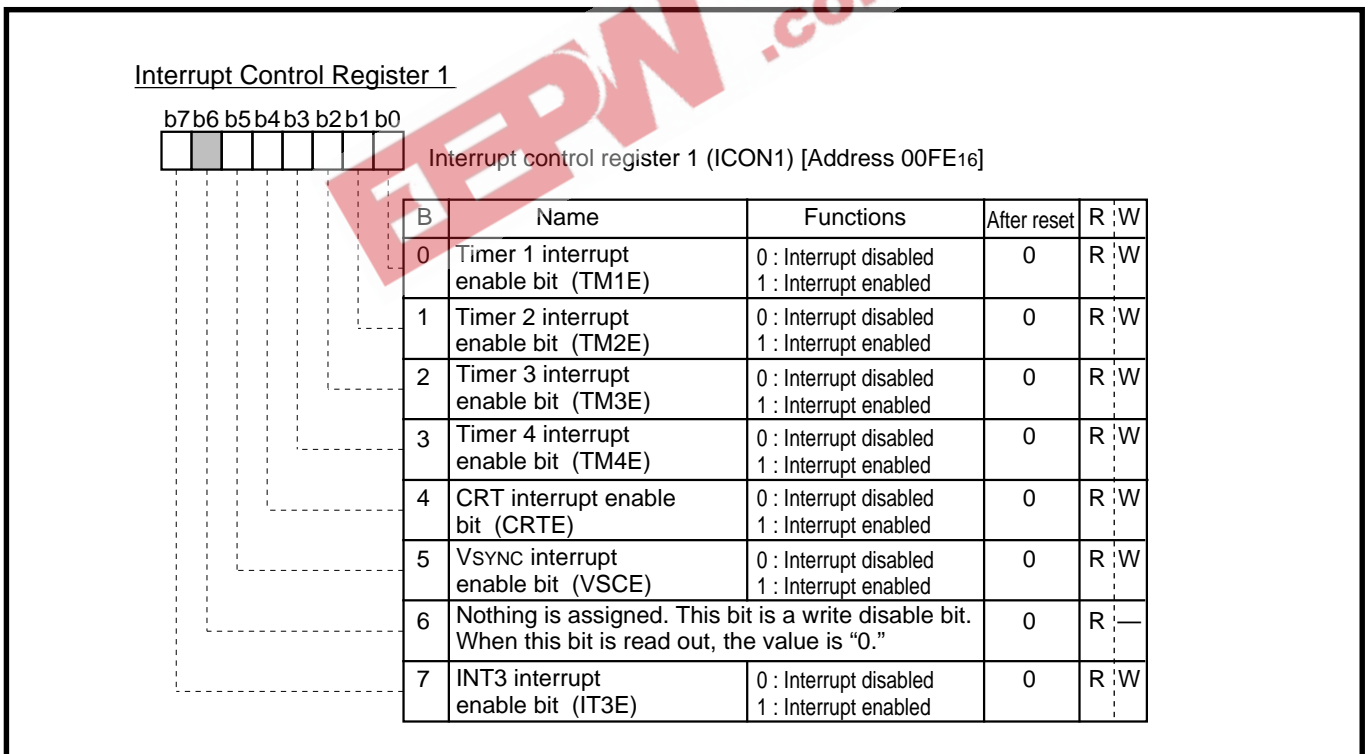 EEPW .com
Interrupt Control Register 1
b7 b6 b5 b4 b3 b2 b1 b0
Interrupt control register 1 (ICON1) [Address 00FE16]
B Name Functions After reset R W
0 Timer 1 interrupt enable bit (TM1E) 0 : Interrupt disabled 1 : Interrupt enabled 0 R W
1 Timer 2 interrupt enable bit (TM2E) 0 : Interrupt disabled 1 : Interrupt enabled 0 R W
2 Timer 3 interrupt enable bit (TM3E) 0 : Interrupt disabled 1 : Interrupt enabled 0 R W
3 Timer 4 interrupt enable bit (TM4E) 0 : Interrupt disabled 1 : Interrupt enabled 0 R W
4 CRT interrupt enable bit (CRTE) 0 : Interrupt disabled 1 : Interrupt enabled 0 R W
5 VSYNC interrupt enable bit (VSCE) 0 : Interrupt disabled 1 : Interrupt enabled 0 R W
6 Nothing is assigned. This bit is a write disable bit. When this bit is read out, the value is “0.” 0 R —
7 INT3 interrupt enable bit (IT3E) 0 : Interrupt disabled 1 : Interrupt enabled 0 R W